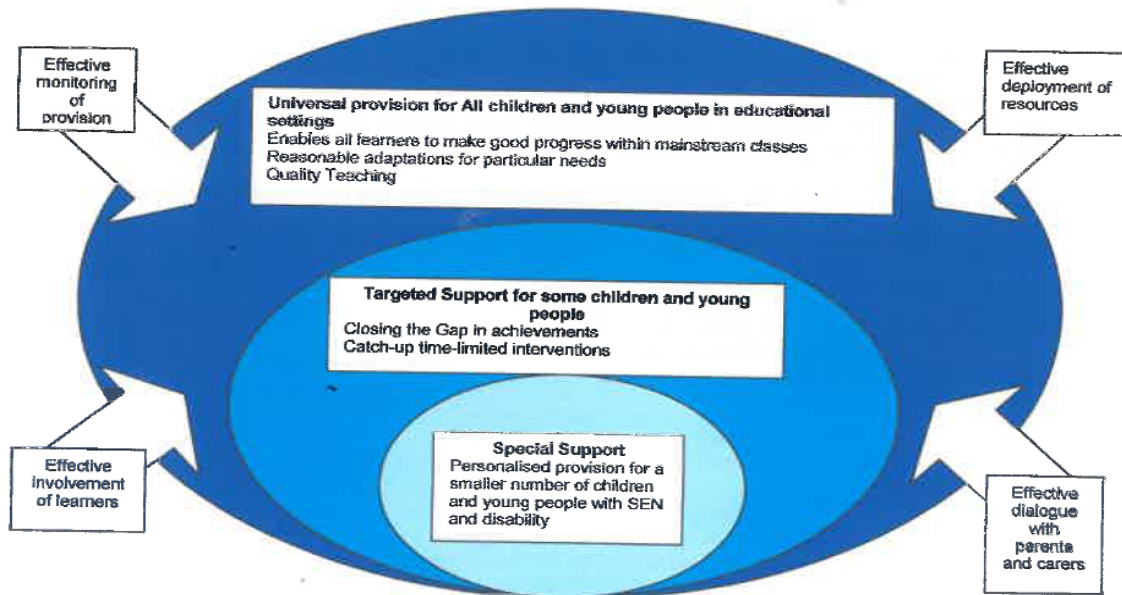 Effective
monitoring
of
provision
Effective
deployment of
resources
Universal provision for All children and young people in educational
settings
Enables all learners to make good progress within mainstream classes
Reasonable adaptations for particular needs
Quality Teaching
Targeted Support for some children and young
people
Closing the Gap in achievements
Catch-up time-limited interventions
Special Support
Personalised provision for a
smaller number of children
and young people with SEN
and disability
Effective
involvement
of learners
Effective
dialogue
with
parents
and carers